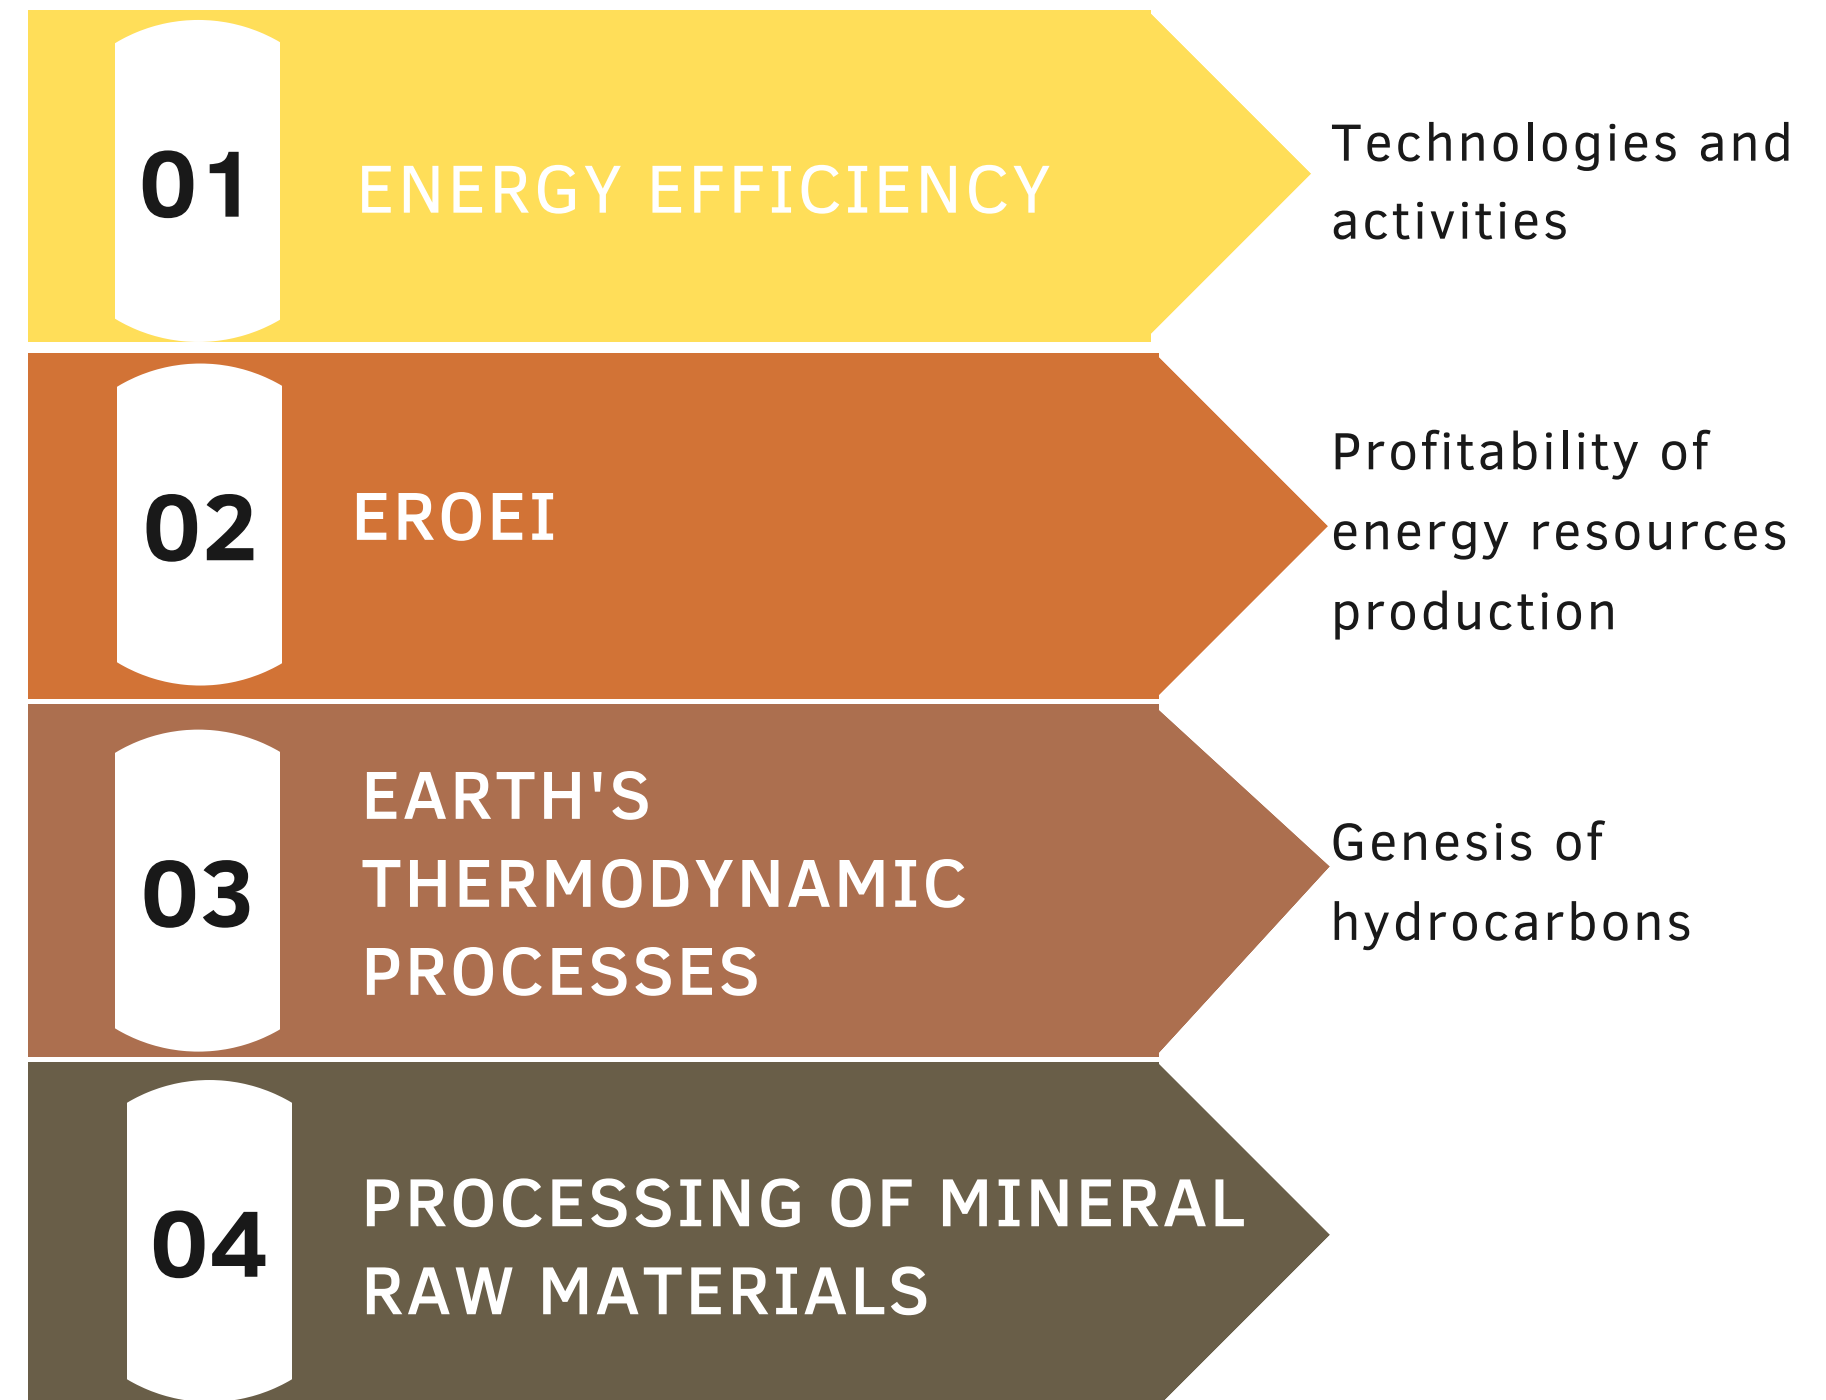 01
ENERGY EFFICIENCY
Technologies and
activities
02
EROEI
Profitability of
energy resources
production
03
EARTH'S
THERMODYNAMIC
PROCESSES
Genesis of
hydrocarbons
04
PROCESSING OF MINERAL
RAW MATERIALS